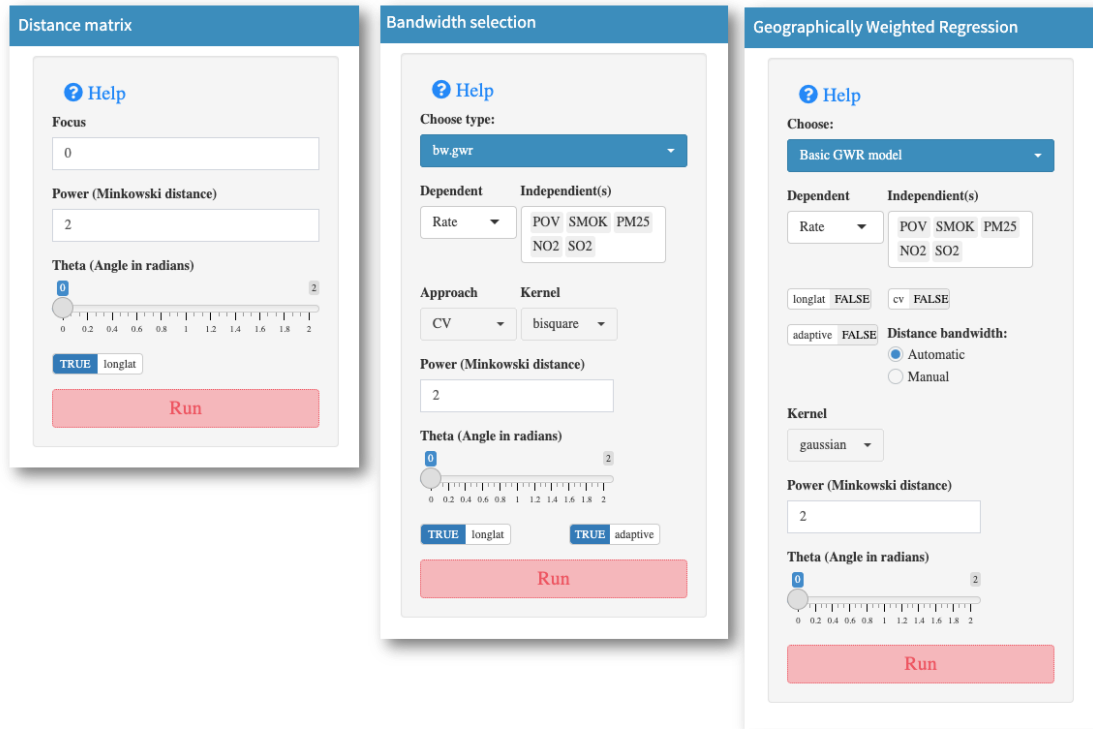 Distance matrix
Help
Focus
0
Power (Minkowski distance)
2
Theta (Angle in radians)
0 2
0 0.2 0.4 0.6 0.8 1 1.2 1.4 1.6 1.8 2
TRUE longlat
Run
Bandwidth selection
Help
Choose type:
bw.gwr
Dependent Independient(s)
Rate POV SMOK PM25
NO2 SO2
Approach Kernel
CV bisquare
Power (Minkowski distance)
2
Theta (Angle in radians)
0 2
0 0.2 0.4 0.6 0.8 1 1.2 1.4 1.6 1.8 2
TRUE longlat TRUE adaptive
Run
Geographically Weighted Regression
Help
Choose:
Basic GWR model
Dependent Independient(s)
Rate POV SMOK PM25
NO2 SO2
longlat FALSE cv FALSE
adaptive FALSE Distance bandwidth:
Automatic
Manual
Kernel
gaussian
Power (Minkowski distance)
2
Theta (Angle in radians)
0 2
0 0.2 0.4 0.6 0.8 1 1.2 1.4 1.6 1.8 2
Run